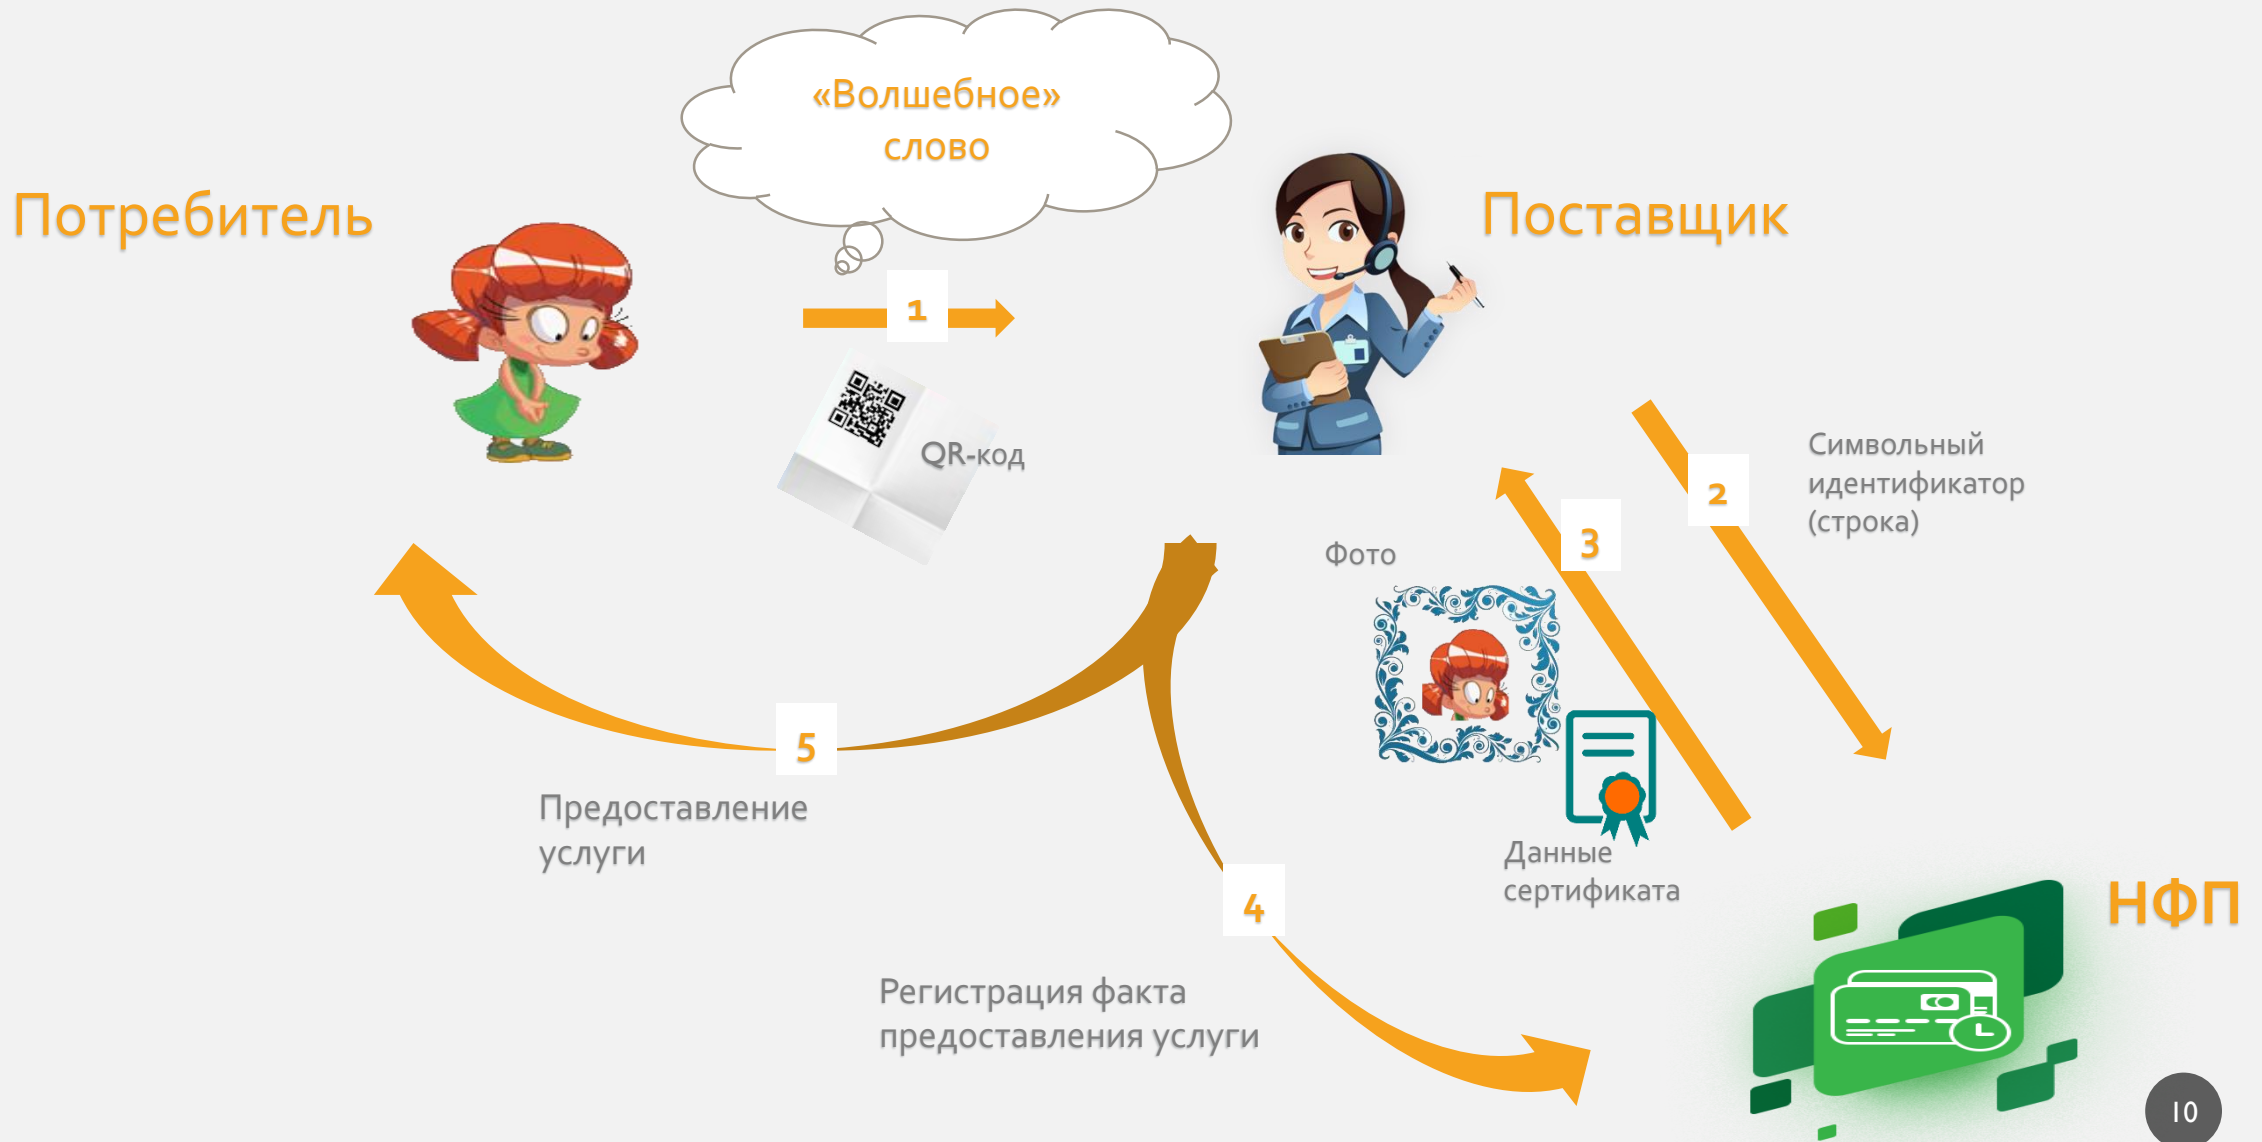 «Волшебное»
слово
Потребитель
Поставщик
1
QR-код
Символьный
идентификатор
(строка)
2
3
Фото
5
Предоставление
услуги
Данные
сертификата
4
НФП
Регистрация факта
предоставления услуги
10